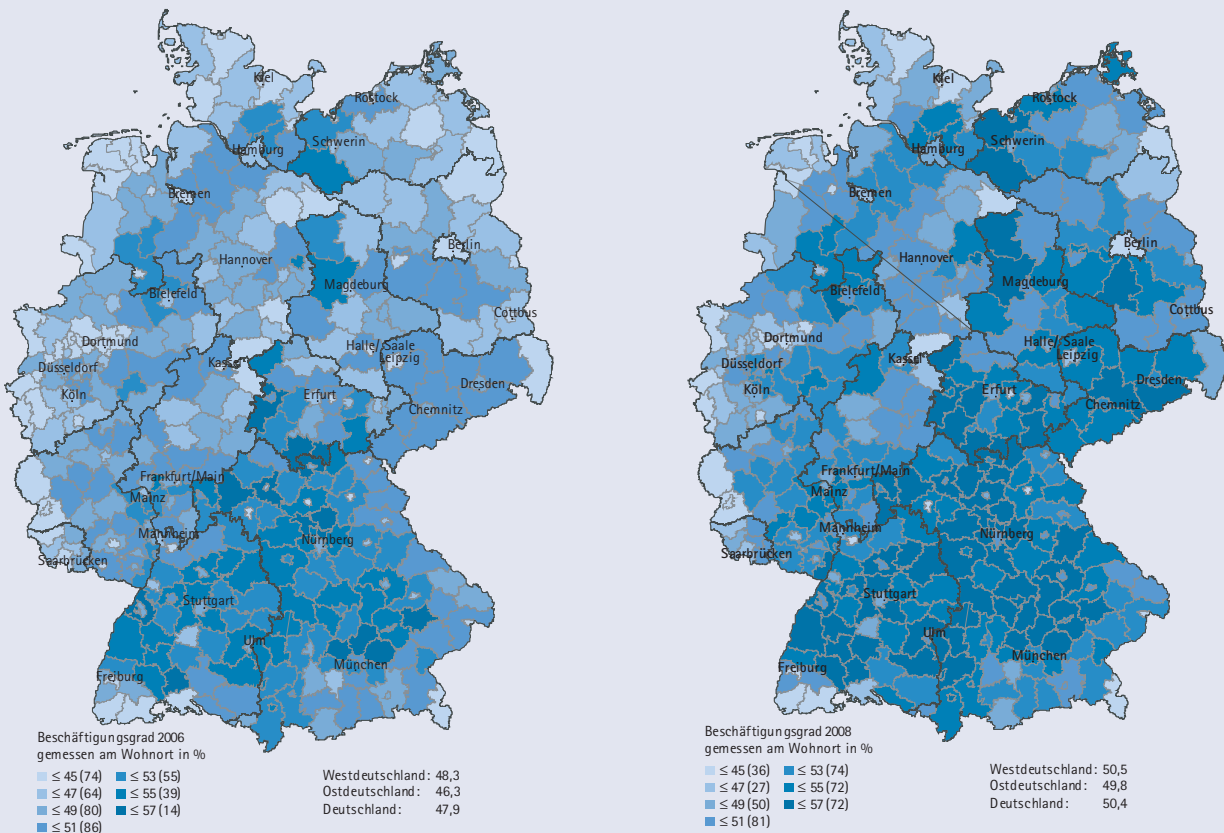 Kiel
Rostock
Schwerin
Hamburg
Bremen
Berlin
Hannover
Magdeburg
Bielefeld
Cottbus
Dortmund
Halle/Saale
Leipzig
Kassel
Düsseldorf
Dresden
Köln
Erfurt
Chemnitz
Frankfurt/Main
Mainz
Mannheim
Nürnberg
Saarbrücken
Stuttgart
Ulm
München
Freiburg
Beschäftigungsgrad 2006
gemessen am Wohnort in %
≤ 45 (74) ≤ 53 (55)
≤ 47 (64) ≤ 55 (39)
≤ 49 (80) ≤ 57 (14)
≤ 51 (86)
Westdeutschland: 48,3
Ostdeutschland: 46,3
Deutschland: 47,9
Kiel
Rostock
Schwerin
Hamburg
Bremen
Berlin
Hannover
Magdeburg
Bielefeld
Cottbus
Dortmund
Halle/Saale
Leipzig
Kassel
Düsseldorf
Dresden
Köln
Erfurt
Chemnitz
Frankfurt/Main
Mainz
Mannheim
Nürnberg
Saarbrücken
Stuttgart
Ulm
München
Freiburg
Beschäftigungsgrad 2008
gemessen am Wohnort in %
≤ 45 (36) ≤ 53 (74)
≤ 47 (27) ≤ 55 (72)
≤ 49 (50) ≤ 57 (72)
≤ 51 (81)
Westdeutschland: 50,5
Ostdeutschland: 49,8
Deutschland: 50,4